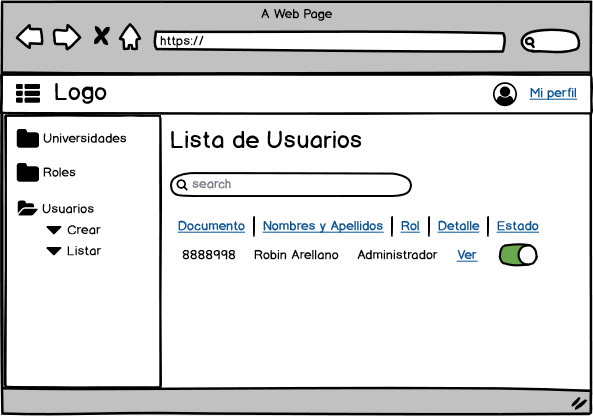 A Web Page
https://
Logo
Mi perfil
Universidades
Roles
Usuarios
Crear
Listar
Lista de Usuarios
search
Documento Nombres y Apellidos Rol Detalle Estado
8888998 Robin Arellano Administrador Ver